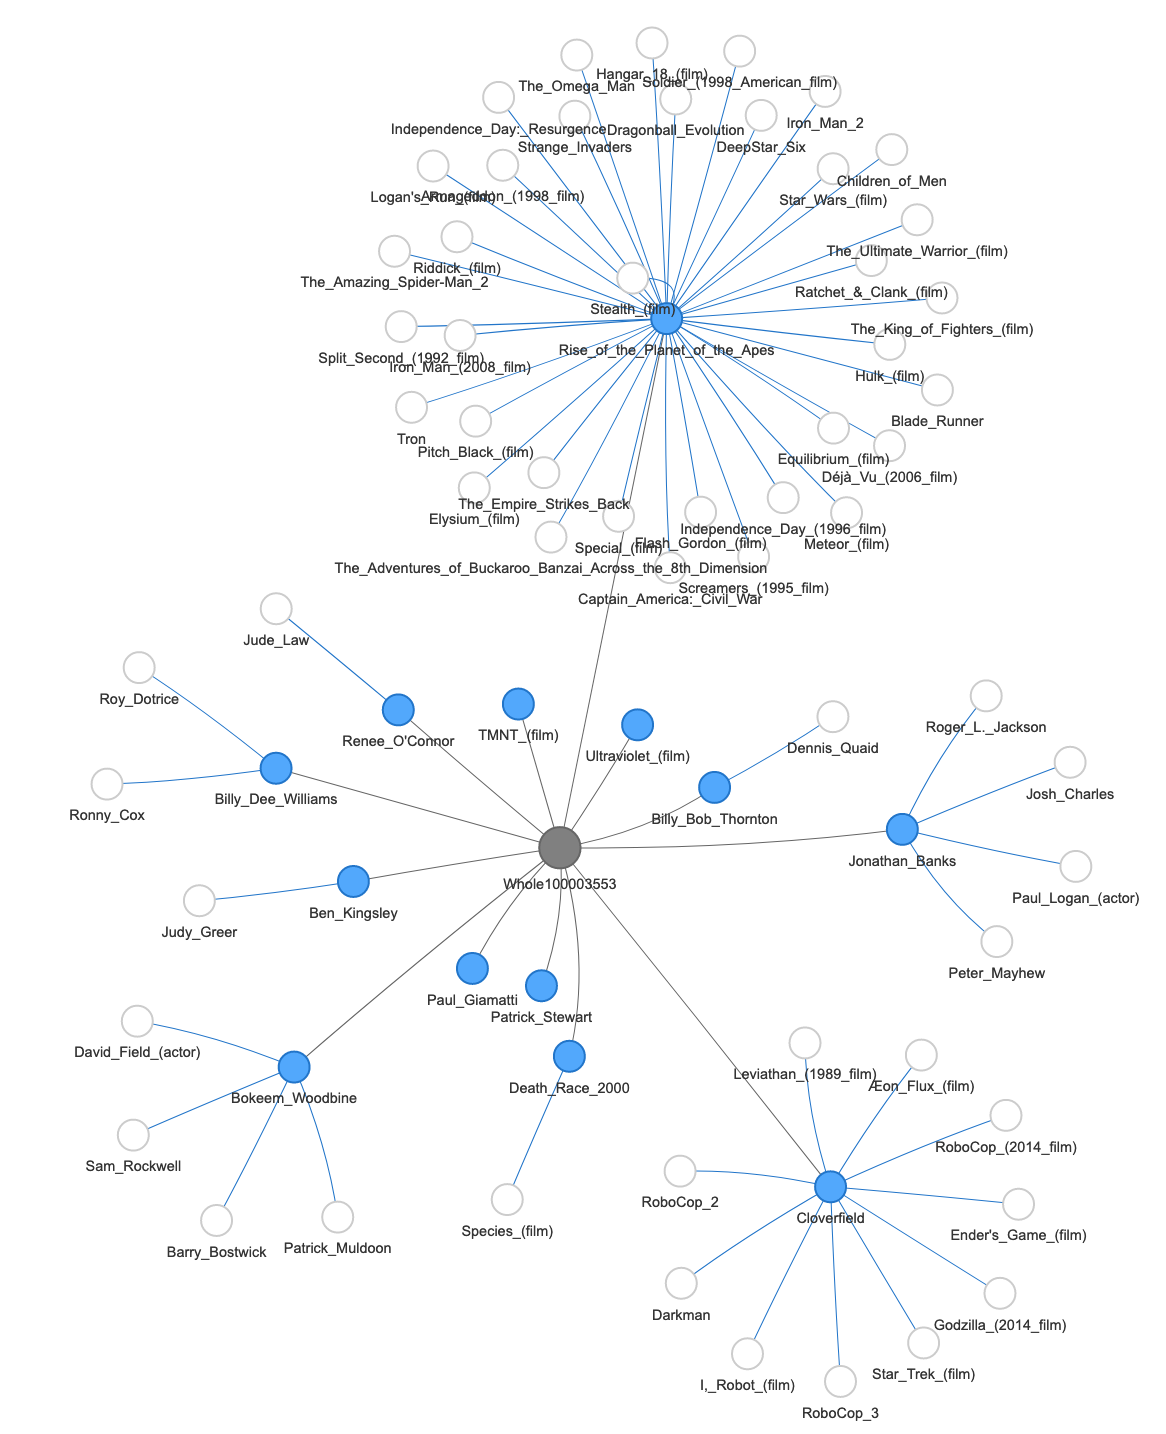 Hangar_18_(film)
Soldier_(1998_American_film)
The_Omega_Man
Iron_Man_2
Independence_Day:_Resurgence
Dragonball_Evolution
Strange_Invaders
DeepStar_Six
Children_of_Men
Logan's_Run_(film)
Armageddon_(1998_film)
Star_Wars_(film)
The_Ultimate_Warrior_(film)
Riddick_(film)
The_Amazing_Spider-Man_2
Ratchet_&_Clank_(film)
Stealth_(film)
The_King_of_Fighters_(film)
Rise_of_the_Planet_of_the_Apes
Split_Second_(1992_film)
Iron_Man_(2008_film)
Hulk_(film)
Blade_Runner
Tron
Pitch_Black_(film)
Equilibrium_(film)
Déjà_Vu_(2006_film)
The_Empire_Strikes_Back
Elysium_(film)
Independence_Day_(1996_film)
Flash_Gordon_(film)
Meteor_(film)
Special_(film)
The_Adventures_of_Buckaroo_Banzai_Across_the_8th_Dimension
Screamers_(1995_film)
Captain_America:_Civil_War
Jude_Law
Roy_Dotrice
Roger_L._Jackson
Renee_O'Connor
TMNT_(film)
Dennis_Quaid
Ultraviolet_(film)
Josh_Charles
Billy_Dee_Williams
Ronny_Cox
Billy_Bob_Thornton
Jonathan_Banks
Whole100003553
Paul_Logan_(actor)
Ben_Kingsley
Judy_Greer
Peter_Mayhew
Paul_Giamatti
Patrick_Stewart
David_Field_(actor)
Leviathan_(1989_film)
Æon_Flux_(film)
Death_Race_2000
Bokeem_Woodbine
RoboCop_(2014_film)
Sam_Rockwell
RoboCop_2
Cloverfield
Species_(film)
Ender's_Game_(film)
Patrick_Muldoon
Barry_Bostwick
Darkman
Godzilla_(2014_film)
Star_Trek_(film)
I,_Robot_(film)
RoboCop_3